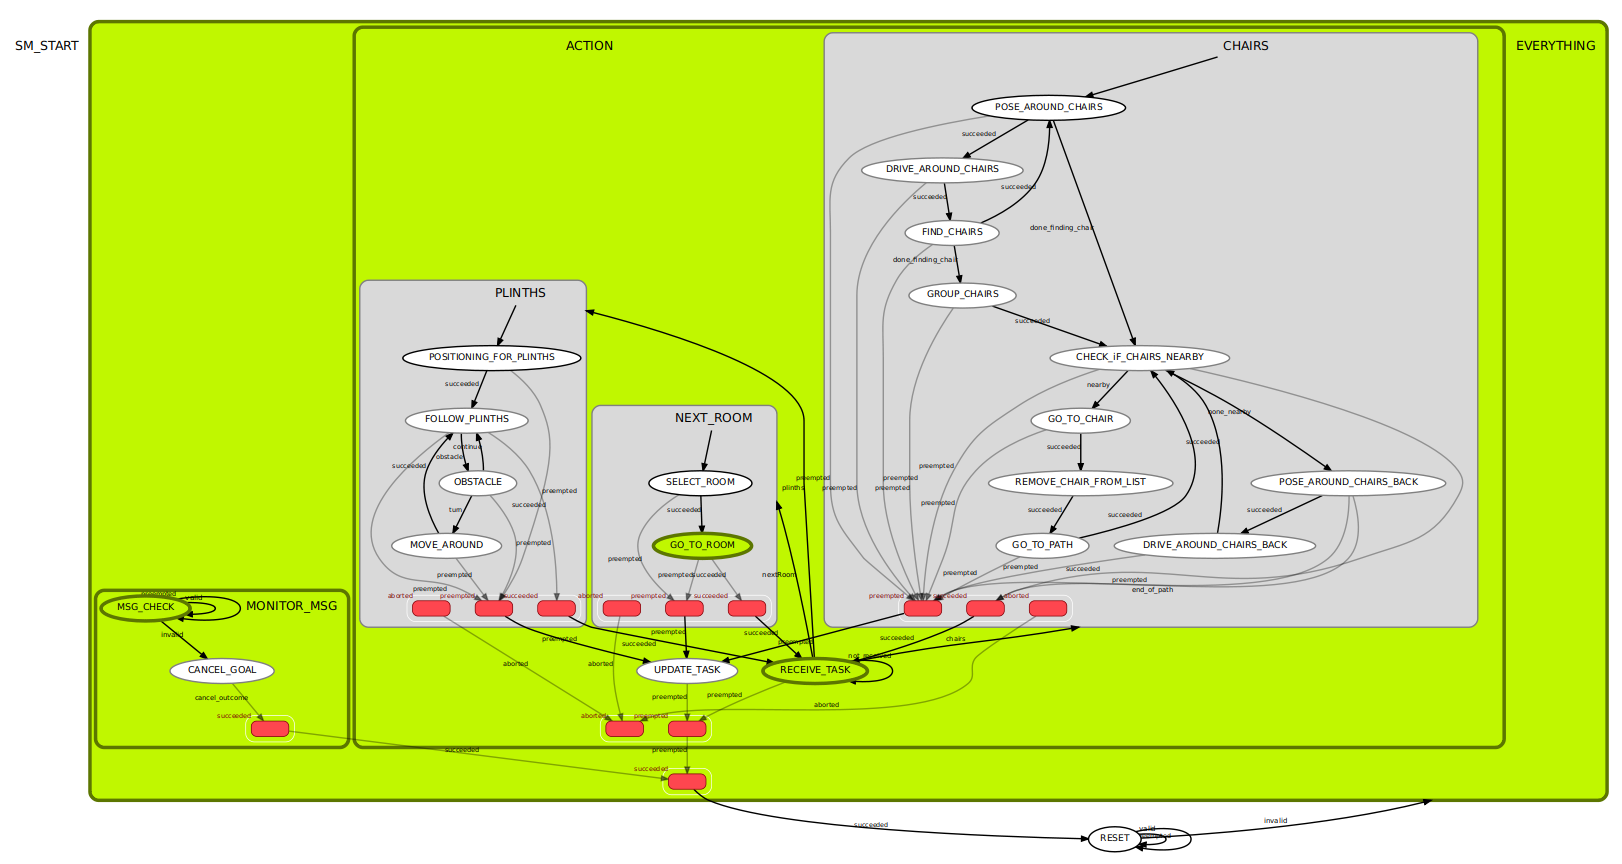 SM_START
ACTION
CHAIRS
EVERYTHING
POSE_AROUND_CHAIRS
succeeded
DRIVE_AROUND_CHAIRS
succeeded
succeeded
FIND_CHAIRS
done_finding_chair
done_finding_chair
GROUP_CHAIRS
succeeded
PLINTHS
POSITIONING_FOR_PLINTHS
CHECK_iF_CHAIRS_NEARBY
succeeded
nearby
none_nearby
FOLLOW_PLINTHS
NEXT_ROOM
GO_TO_CHAIR
continue
obstacle
succeeded
succeeded
succeeded
preempted
OBSTACLE
SELECT_ROOM
REMOVE_CHAIR_FROM_LIST
POSE_AROUND_CHAIRS_BACK
preempted
preempted
plinths
preempted
preempted
preempted
turn
succeeded
succeeded
preempted
succeeded
succeeded
succeeded
MOVE_AROUND
GO_TO_ROOM
GO_TO_PATH
DRIVE_AROUND_CHAIRS_BACK
preempted
preempted
preempted
preempted
succeeded
nextRoom
preempted
preempted
succeeded
preempted
preempted
end_of_path
aborted
preempted
succeeded
aborted
preempted
succeeded
preempted
succeeded
aborted
preempted
valid
MSG_CHECK
MONITOR_MSG
invalid
preempted
succeeded
preempted
succeeded
preempted
succeeded
chairs
not_received
CANCEL_GOAL
aborted
aborted
UPDATE_TASK
RECEIVE_TASK
cancel_outcome
preempted
preempted
aborted
succeeded
aborted
preempted
succeeded
preempted
succeeded
succeeded
invalid
valid
preempted
RESET